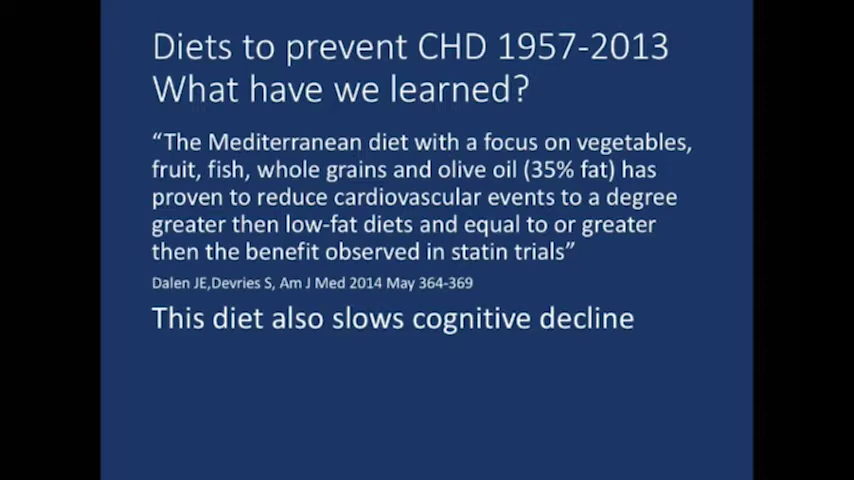 Diets to prevent CHD 1957-2013
What have we learned?
“The Mediterranean diet with a focus on vegetables,
fruit, fish, whole grains and olive oil (35% fat) has
proven to reduce cardiovascular events to a degree
greater then low-fat diets and equal to or greater
then the benefit observed in statin trials”
Dalen JE,Devries S, Am J Med 2014 May 364-369
This diet also slows cognitive decline